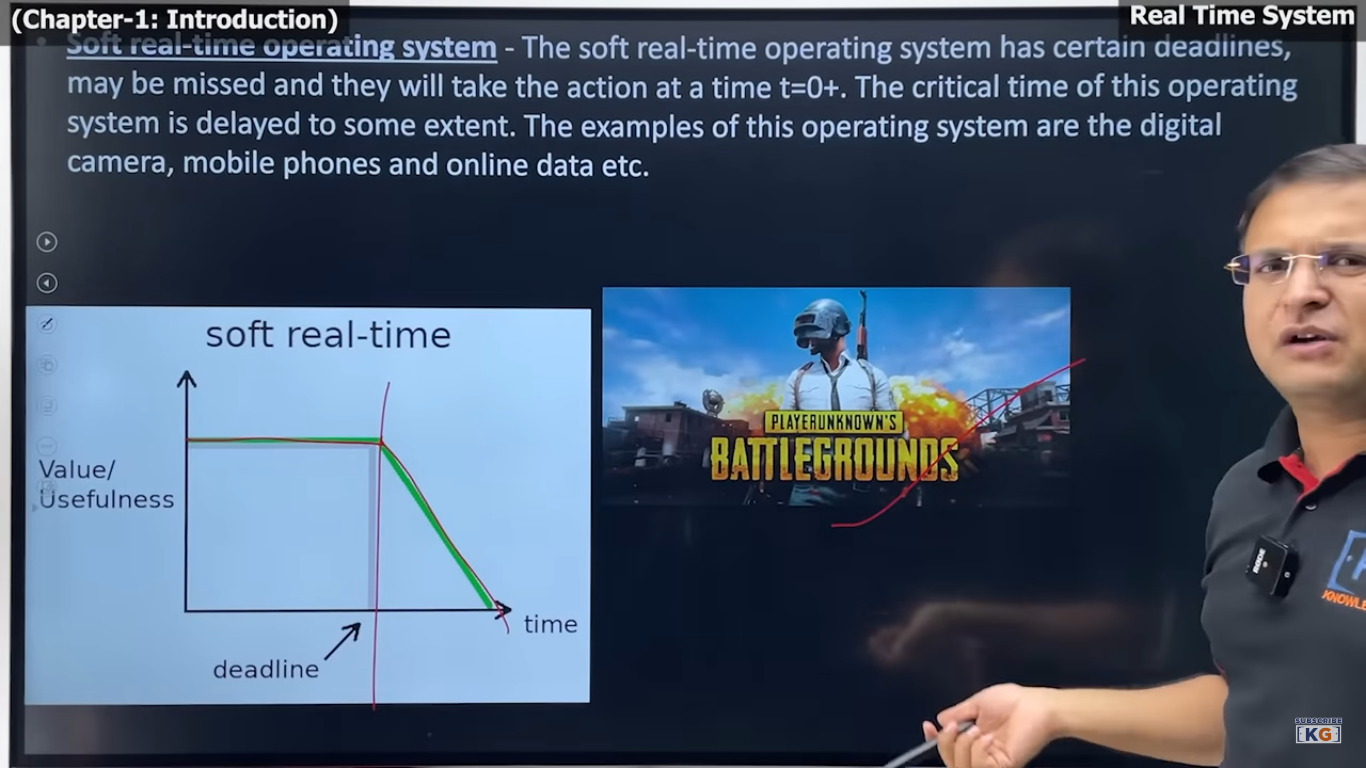 (Chapter-1: Introduction)
Real Time System
Soft real-time operating system - The soft real-time operating system has certain deadlines,
may be missed and they will take the action at a time t=0+. The critical time of this operating
system is delayed to some extent. The examples of this operating system are the digital
camera, mobile phones and online data etc.
soft real-time
Value/
Usefulness
time
deadline
PLAYERUNKNOWN'S
BATTLEGROUNDS
RODE
SUBSCRIBE
KG